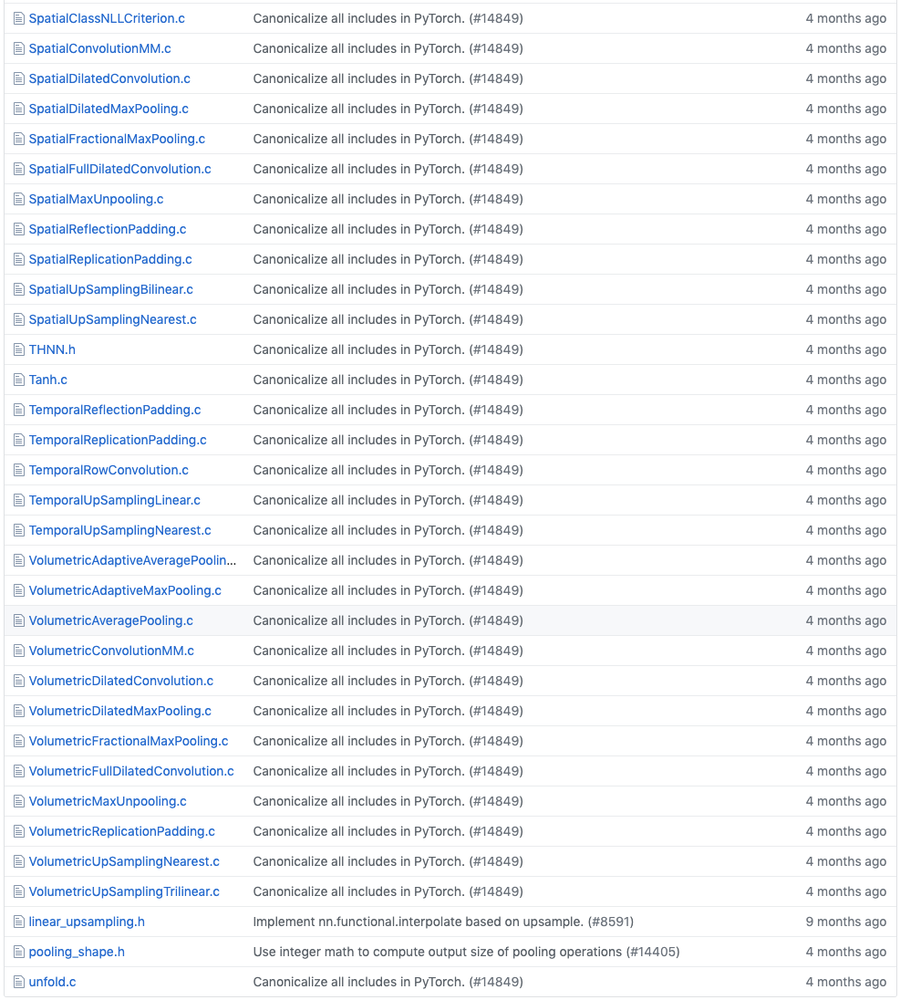 SpatialClassNLLCriterion.c Canonicalize all includes in PyTorch. (#14849) 4 months ago
SpatialConvolutionMM.c Canonicalize all includes in PyTorch. (#14849) 4 months ago
SpatialDilatedConvolution.c Canonicalize all includes in PyTorch. (#14849) 4 months ago
SpatialDilatedMaxPooling.c Canonicalize all includes in PyTorch. (#14849) 4 months ago
SpatialFractionalMaxPooling.c Canonicalize all includes in PyTorch. (#14849) 4 months ago
SpatialFullDilatedConvolution.c Canonicalize all includes in PyTorch. (#14849) 4 months ago
SpatialMaxUnpooling.c Canonicalize all includes in PyTorch. (#14849) 4 months ago
SpatialReflectionPadding.c Canonicalize all includes in PyTorch. (#14849) 4 months ago
SpatialReplicationPadding.c Canonicalize all includes in PyTorch. (#14849) 4 months ago
SpatialUpSamplingBilinear.c Canonicalize all includes in PyTorch. (#14849) 4 months ago
SpatialUpSamplingNearest.c Canonicalize all includes in PyTorch. (#14849) 4 months ago
THNN.h Canonicalize all includes in PyTorch. (#14849) 4 months ago
Tanh.c Canonicalize all includes in PyTorch. (#14849) 4 months ago
TemporalReflectionPadding.c Canonicalize all includes in PyTorch. (#14849) 4 months ago
TemporalReplicationPadding.c Canonicalize all includes in PyTorch. (#14849) 4 months ago
TemporalRowConvolution.c Canonicalize all includes in PyTorch. (#14849) 4 months ago
TemporalUpSamplingLinear.c Canonicalize all includes in PyTorch. (#14849) 4 months ago
TemporalUpSamplingNearest.c Canonicalize all includes in PyTorch. (#14849) 4 months ago
VolumetricAdaptiveAveragePoolin... Canonicalize all includes in PyTorch. (#14849) 4 months ago
VolumetricAdaptiveMaxPooling.c Canonicalize all includes in PyTorch. (#14849) 4 months ago
VolumetricAveragePooling.c Canonicalize all includes in PyTorch. (#14849) 4 months ago
VolumetricConvolutionMM.c Canonicalize all includes in PyTorch. (#14849) 4 months ago
VolumetricDilatedConvolution.c Canonicalize all includes in PyTorch. (#14849) 4 months ago
VolumetricDilatedMaxPooling.c Canonicalize all includes in PyTorch. (#14849) 4 months ago
VolumetricFractionalMaxPooling.c Canonicalize all includes in PyTorch. (#14849) 4 months ago
VolumetricFullDilatedConvolution.c Canonicalize all includes in PyTorch. (#14849) 4 months ago
VolumetricMaxUnpooling.c Canonicalize all includes in PyTorch. (#14849) 4 months ago
VolumetricReplicationPadding.c Canonicalize all includes in PyTorch. (#14849) 4 months ago
VolumetricUpSamplingNearest.c Canonicalize all includes in PyTorch. (#14849) 4 months ago
VolumetricUpSamplingTrilinear.c Canonicalize all includes in PyTorch. (#14849) 4 months ago
linear_upsampling.h Implement nn.functional.interpolate based on upsample. (#8591) 9 months ago
pooling_shape.h Use integer math to compute output size of pooling operations (#14405) 4 months ago
unfold.c Canonicalize all includes in PyTorch. (#14849) 4 months ago